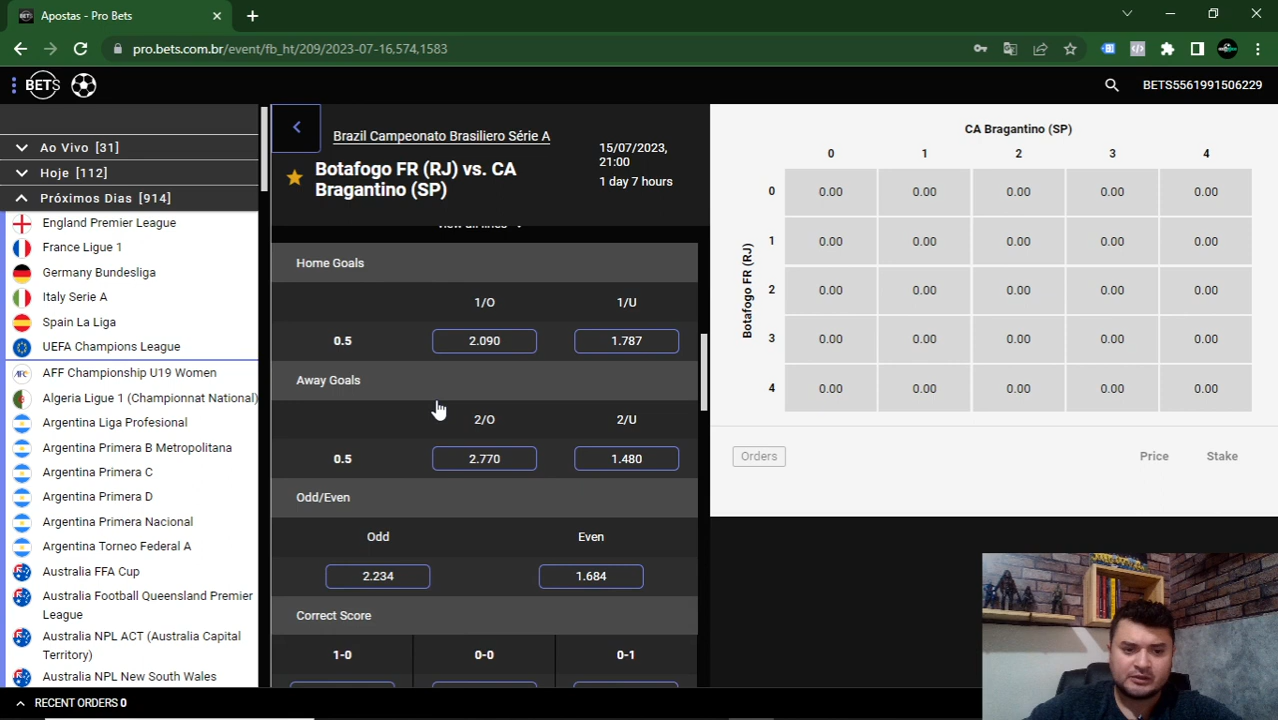 Apostas - Pro Bets
pro.bets.com.br/event/fb_ht/209/2023-07-16,574,1583
BETS
BETS5561991506229
Ao Vivo [31]
Hoje [112]
Próximos Dias [914]
England Premier League
France Ligue 1
Germany Bundesliga
Italy Serie A
Spain La Liga
UEFA Champions League
AFF Championship U19 Women
Algeria Ligue 1 (Championnat National)
Argentina Liga Profesional
Argentina Primera B Metropolitana
Argentina Primera C
Argentina Primera D
Argentina Primera Nacional
Argentina Torneo Federal A
Australia FFA Cup
Australia Football Queensland Premier
League
Australia NPL ACT (Australia Capital
Territory)
Australia NPL New South Wales
RECENT ORDERS 0
Brazil Campeonato Brasiliero Série A
Botafogo FR (RJ) vs. CA
Bragantino (SP)
15/07/2023,
21:00
1 day 7 hours
View all lines
Home Goals
1/O 1/U
0.5 2.090 1.787
Away Goals
2/O 2/U
0.5 2.770 1.480
Odd/Even
Odd Even
2.234 1.684
Correct Score
1-0 0-0 0-1
CA Bragantino (SP)
0 1 2 3 4
Botafogo FR (RJ)
0 0.00 0.00 0.00 0.00 0.00
1 0.00 0.00 0.00 0.00 0.00
2 0.00 0.00 0.00 0.00 0.00
3 0.00 0.00 0.00 0.00 0.00
4 0.00 0.00 0.00 0.00 0.00
Orders Price Stake